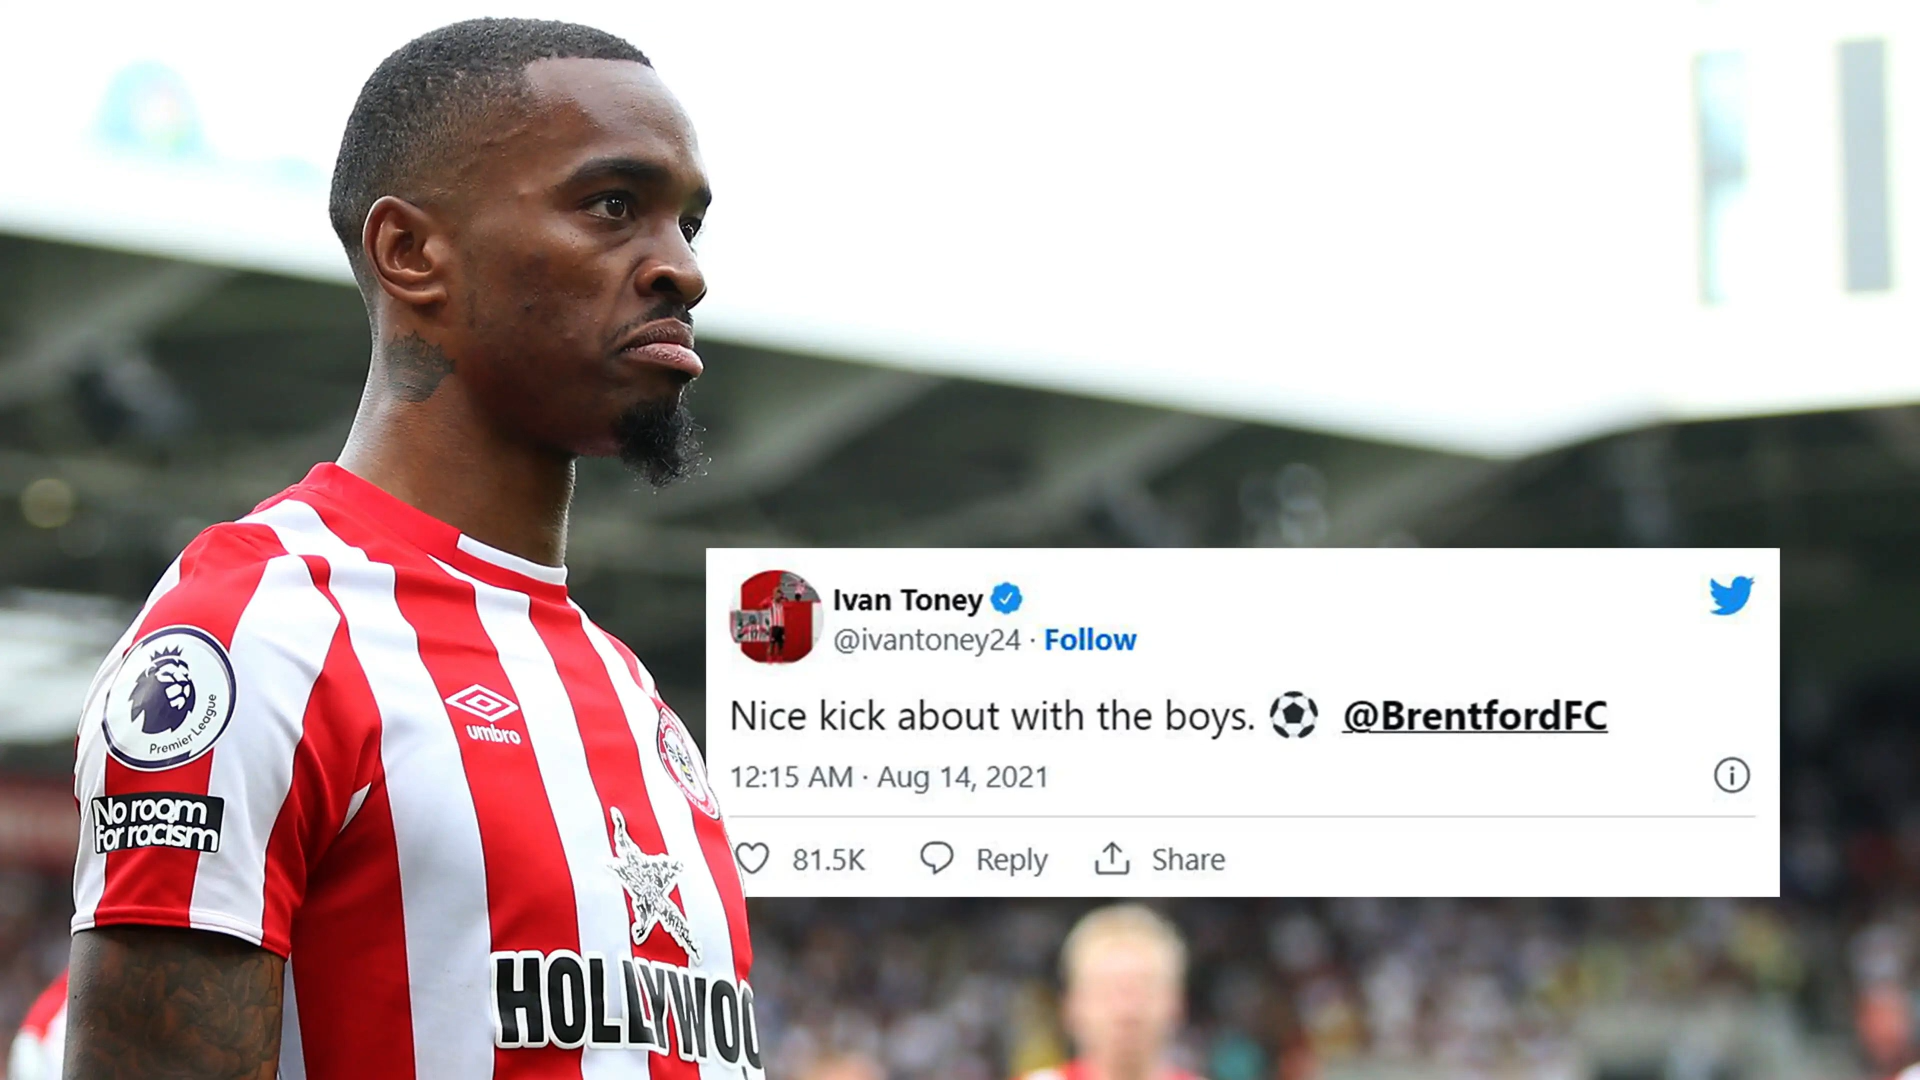 Ivan Toney
@ivantoney24 · Follow
Nice kick about with the boys. ⚽ @BrentfordFC
12:15 AM · Aug 14, 2021
81.5K Reply Share
umbro
Premier League
No room
for racism
HOLLYWOO